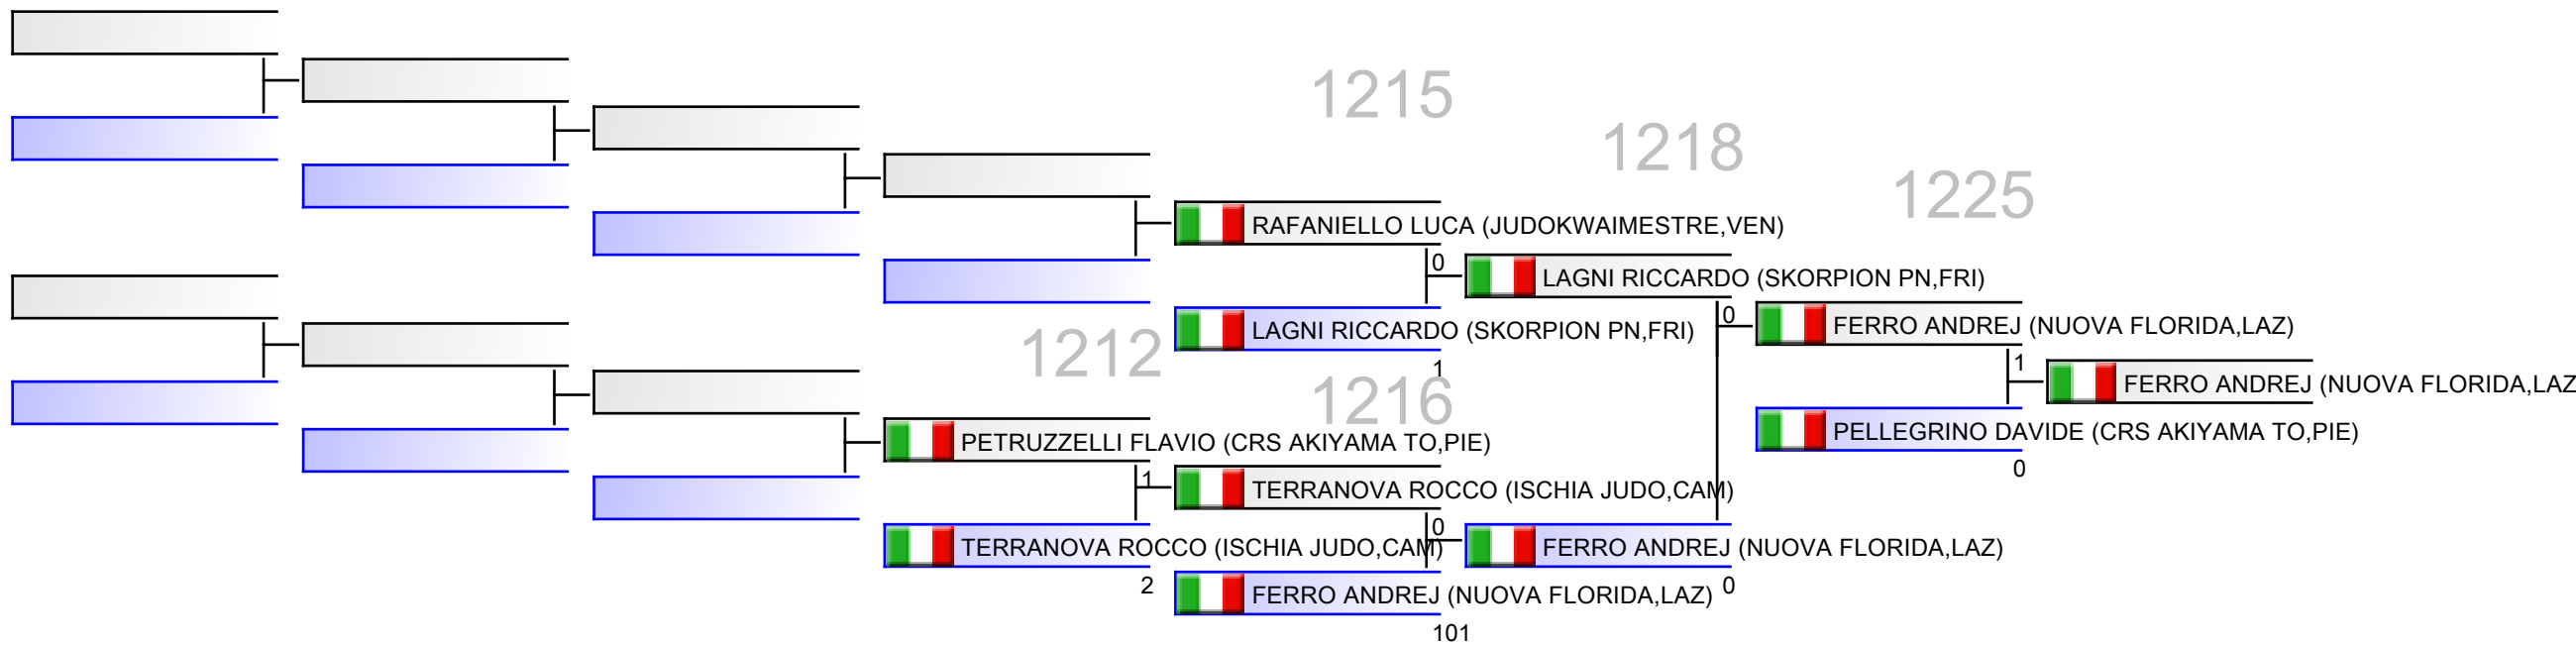 1215
1218
1225
RAFANIELLO LUCA (JUDOKWAIMESTRE,VEN)
0
LAGNI RICCARDO (SKORPION PN,FRI)
0
LAGNI RICCARDO (SKORPION PN,FRI)
1
FERRO ANDREJ (NUOVA FLORIDA,LAZ)
1
FERRO ANDREJ (NUOVA FLORIDA,LAZ
PELLEGRINO DAVIDE (CRS AKIYAMA TO,PIE)
0
1212
1216
PETRUZZELLI FLAVIO (CRS AKIYAMA TO,PIE)
1
TERRANOVA ROCCO (ISCHIA JUDO,CAM)
0
TERRANOVA ROCCO (ISCHIA JUDO,CAM)
2
FERRO ANDREJ (NUOVA FLORIDA,LAZ)
0
FERRO ANDREJ (NUOVA FLORIDA,LAZ)
101